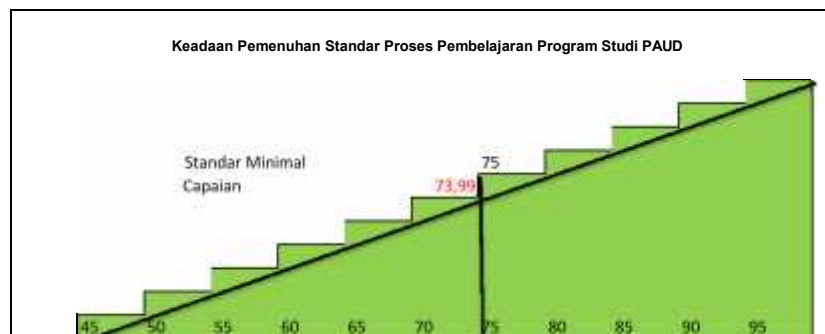 Keadaan Pemenuhan Standar Proses Pembelajaran Program Studi PAUD
Standar Minimal 75
Capaian 73,99
45 50 55 60 65 70 75 80 85 90 95